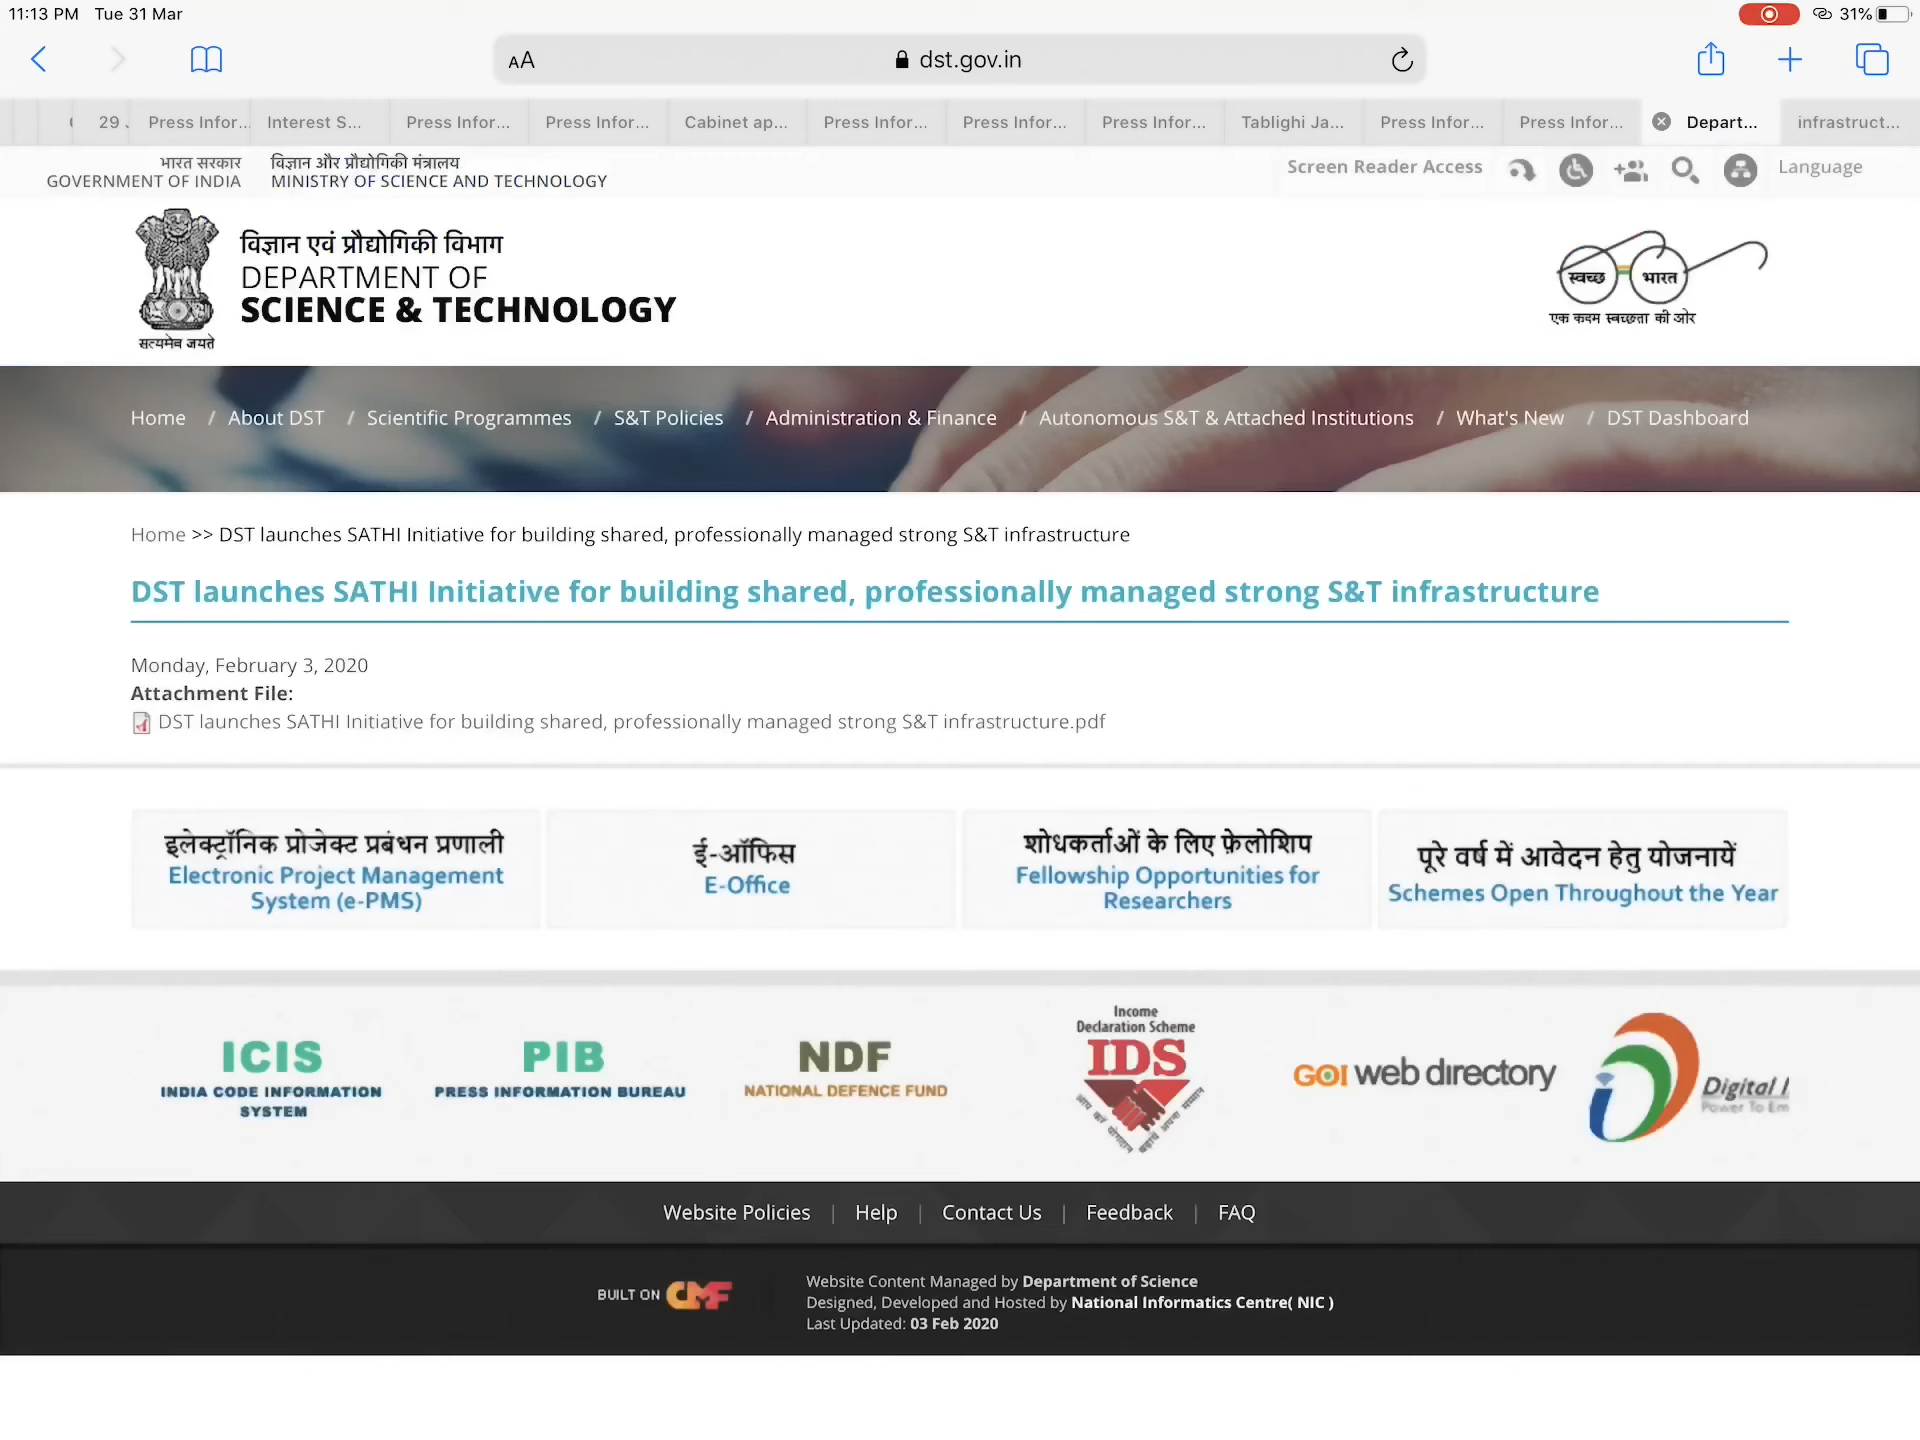 11:13 PM Tue 31 Mar
31%
AA dst.gov.in
29 Press Infor... Interest S... Press Infor... Press Infor... Cabinet ap... Press Infor... Press Infor... Press Infor... Tablighi Ja... Press Infor... Press Infor... Depart... infrastruct...
भारत सरकार विज्ञान और प्रौद्योगिकी मंत्रालय
GOVERNMENT OF INDIA MINISTRY OF SCIENCE AND TECHNOLOGY
Screen Reader Access Language
विज्ञान एवं प्रौद्योगिकी विभाग
DEPARTMENT OF
SCIENCE & TECHNOLOGY
सत्यमेव जयते
स्वच्छ भारत
एक कदम स्वच्छता की ओर
Home / About DST / Scientific Programmes / S&T Policies / Administration & Finance / Autonomous S&T & Attached Institutions / What's New / DST Dashboard
Home >> DST launches SATHI Initiative for building shared, professionally managed strong S&T infrastructure
DST launches SATHI Initiative for building shared, professionally managed strong S&T infrastructure
Monday, February 3, 2020
Attachment File:
DST launches SATHI Initiative for building shared, professionally managed strong S&T infrastructure.pdf
इलेक्ट्रॉनिक प्रोजेक्ट प्रबंधन प्रणाली
Electronic Project Management
System (e-PMS)
ई-ऑफिस
E-Office
शोधकर्ताओं के लिए फ़ेलोशिप
Fellowship Opportunities for
Researchers
पूरे वर्ष में आवेदन हेतु योजनायें
Schemes Open Throughout the Year
ICIS
INDIA CODE INFORMATION
SYSTEM
PIB
PRESS INFORMATION BUREAU
NDF
NATIONAL DEFENCE FUND
Income
Declaration Scheme
IDS
GOI web directory
Digital I
Power To Em
Website Policies | Help | Contact Us | Feedback | FAQ
BUILT ON CMF
Website Content Managed by Department of Science
Designed, Developed and Hosted by National Informatics Centre( NIC )
Last Updated: 03 Feb 2020